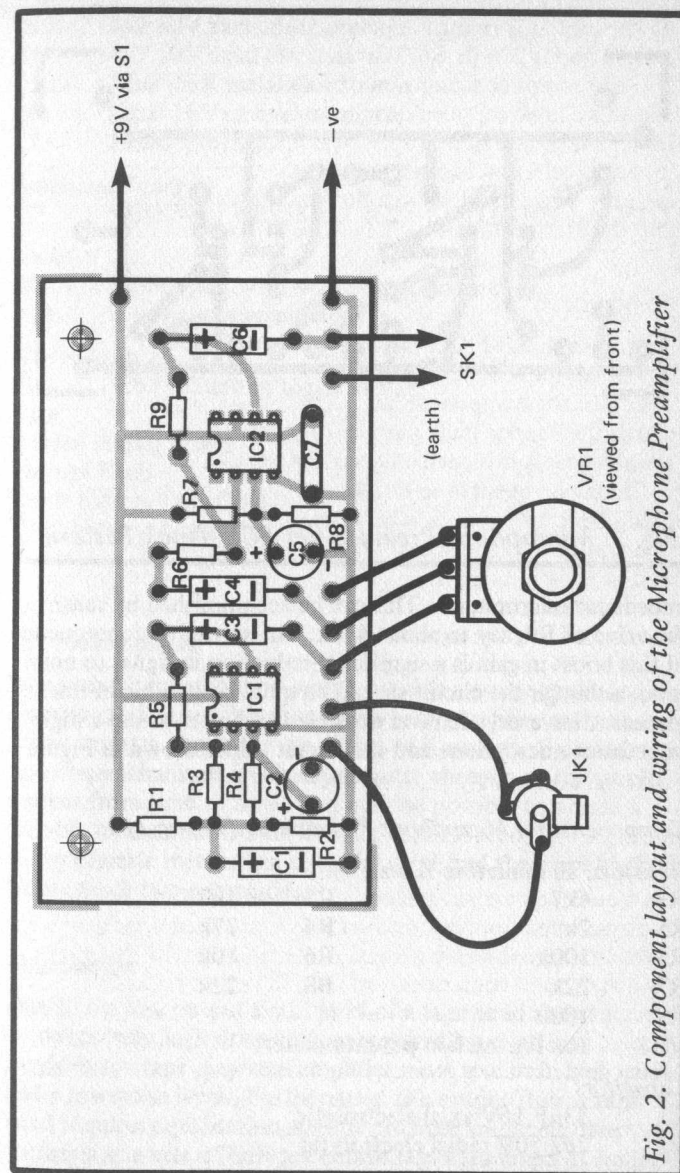 +9V via S1
–ve
R9
C6
IC2
R7
C7
R6
C5
+
–
R8
C4
C3
R5
IC1
R3
R4
C2
+
R1
C1
R2
SK1
(earth)
VR1
(viewed from front)
JK1
Fig. 2. Component layout and wiring of the Microphone Preamplifier